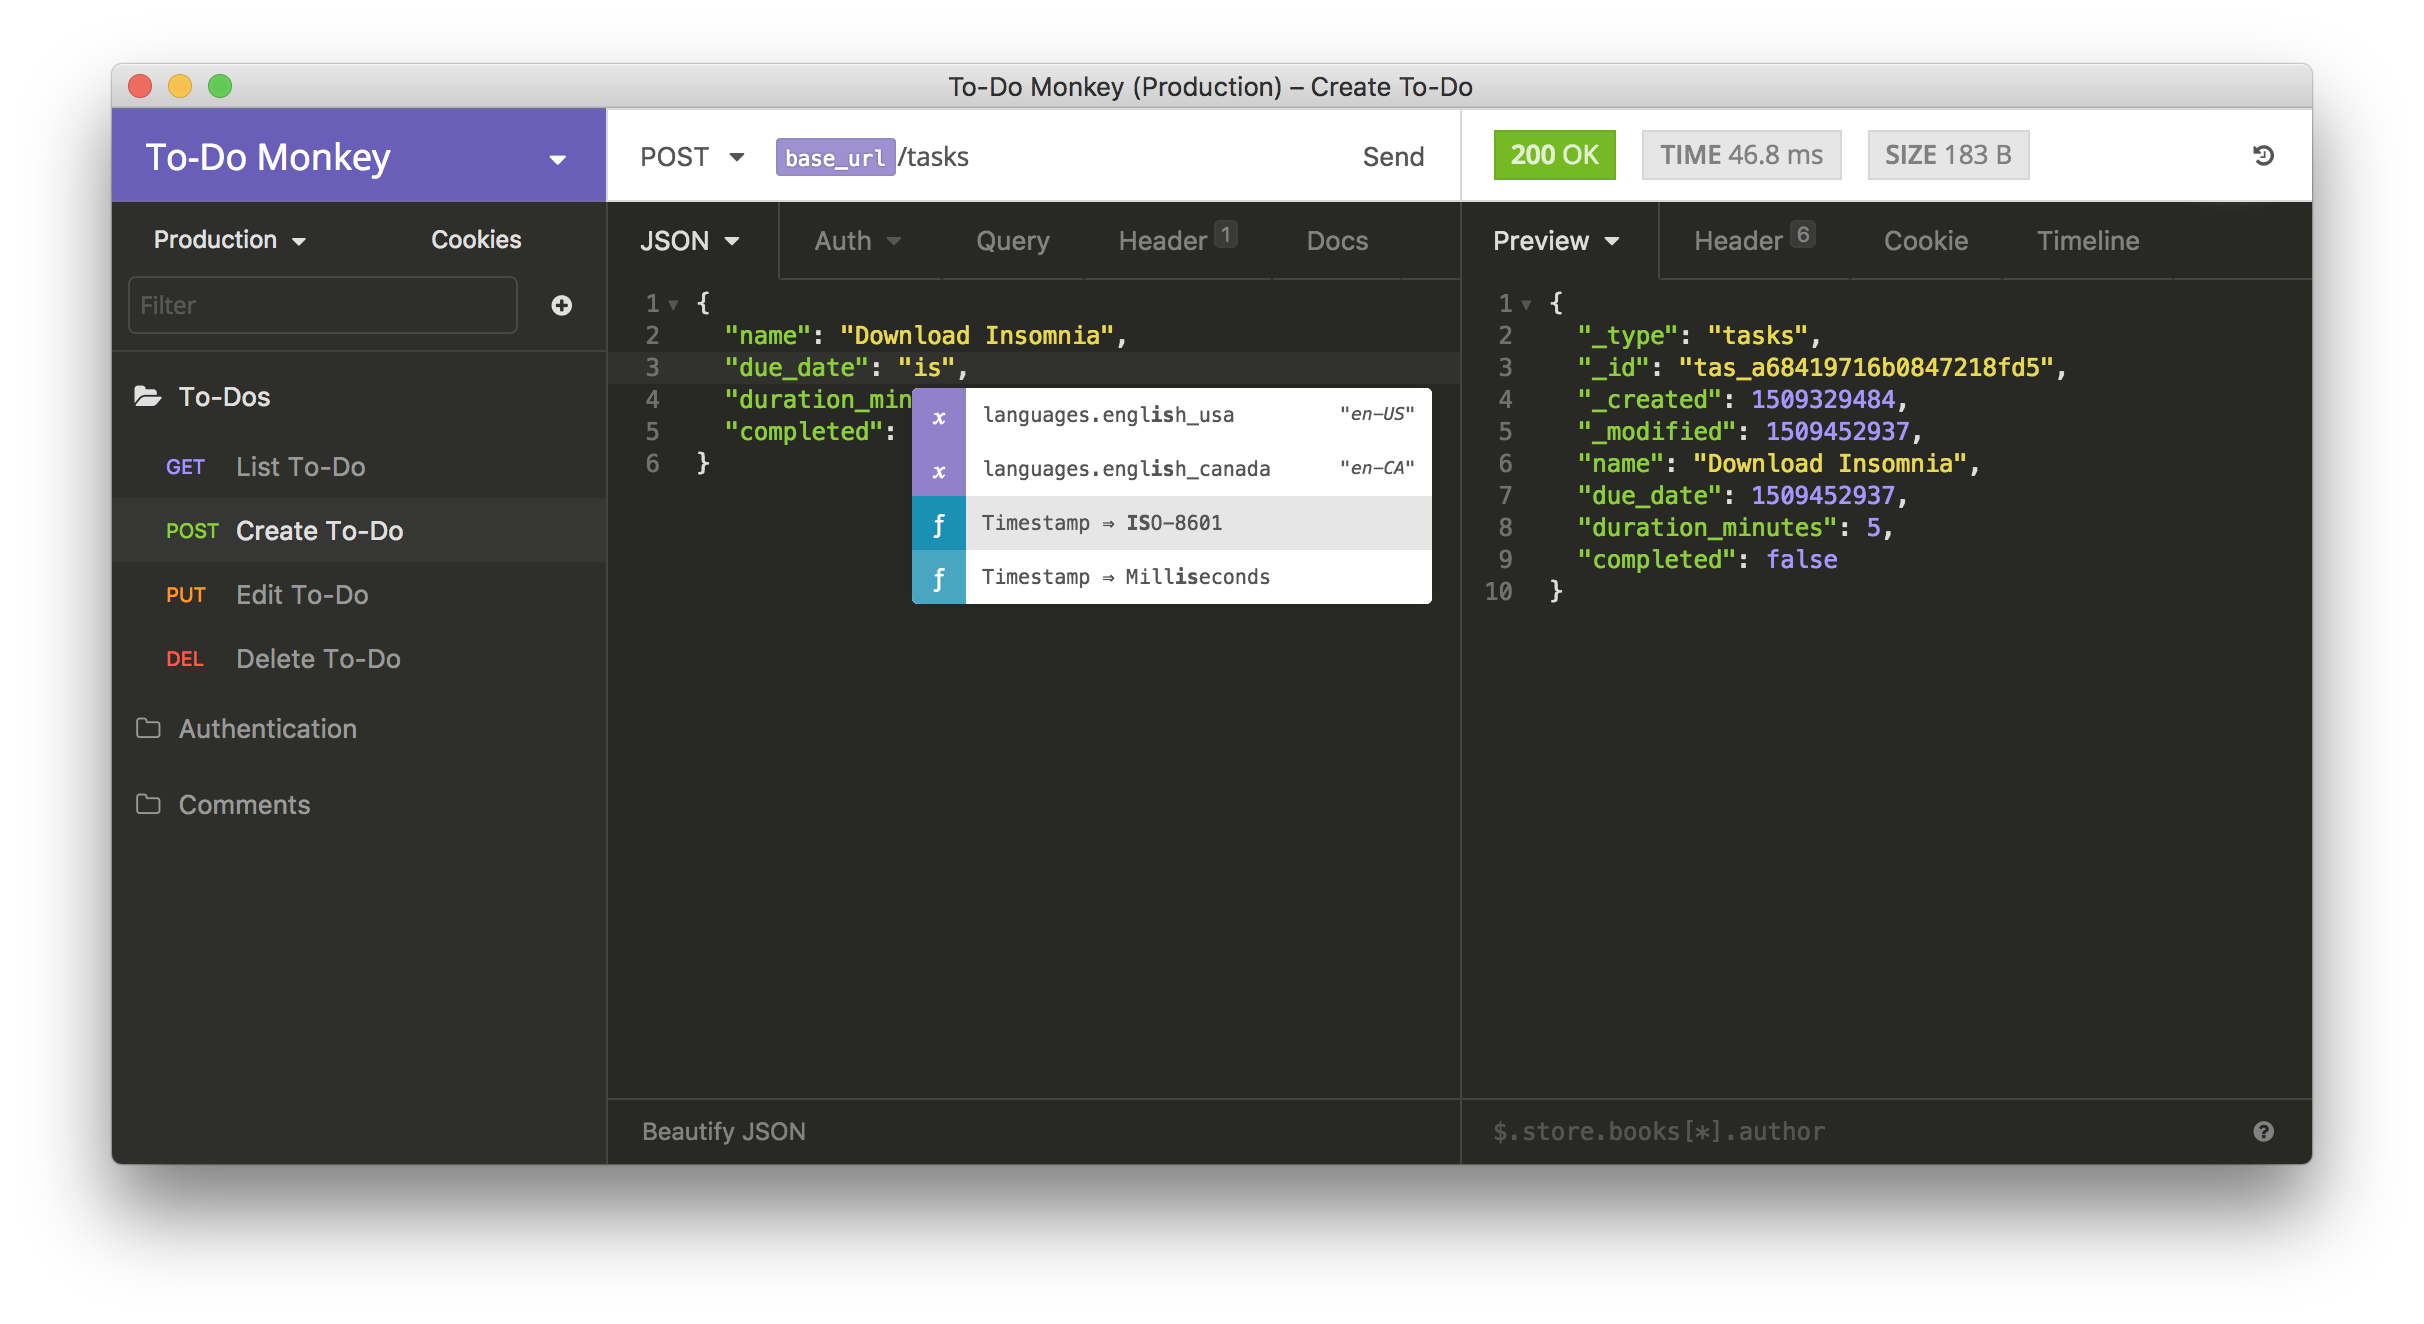 To-Do Monkey (Production) – Create To-Do
To-Do Monkey
Production
Cookies
Filter
To-Dos
GET List To-Do
POST Create To-Do
PUT Edit To-Do
DEL Delete To-Do
Authentication
Comments
POST base_url/tasks Send
JSON Auth Query Header 1 Docs
1 {
2 "name": "Download Insomnia",
3 "due_date": "is",
4 "duration_min
5 "completed":
6 }
x languages.english_usa "en-US"
x languages.english_canada "en-CA"
ƒ Timestamp ⇒ ISO-8601
ƒ Timestamp ⇒ Milliseconds
Beautify JSON
200 OK TIME 46.8 ms SIZE 183 B
Preview Header 6 Cookie Timeline
1 {
2 "_type": "tasks",
3 "_id": "tas_a68419716b0847218fd5",
4 "_created": 1509329484,
5 "_modified": 1509452937,
6 "name": "Download Insomnia",
7 "due_date": 1509452937,
8 "duration_minutes": 5,
9 "completed": false
10 }
$.store.books[*].author